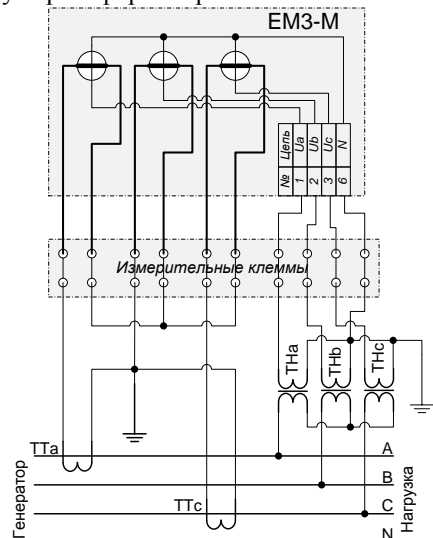 ЕМ3-М
№ Цепь
1 Ua
2 Ub
3 Uc
6 N
Измерительные клеммы
ТНа
ТНb
ТНс
ТТа
A
B
ТТс
C
N
Генератор
Нагрузка